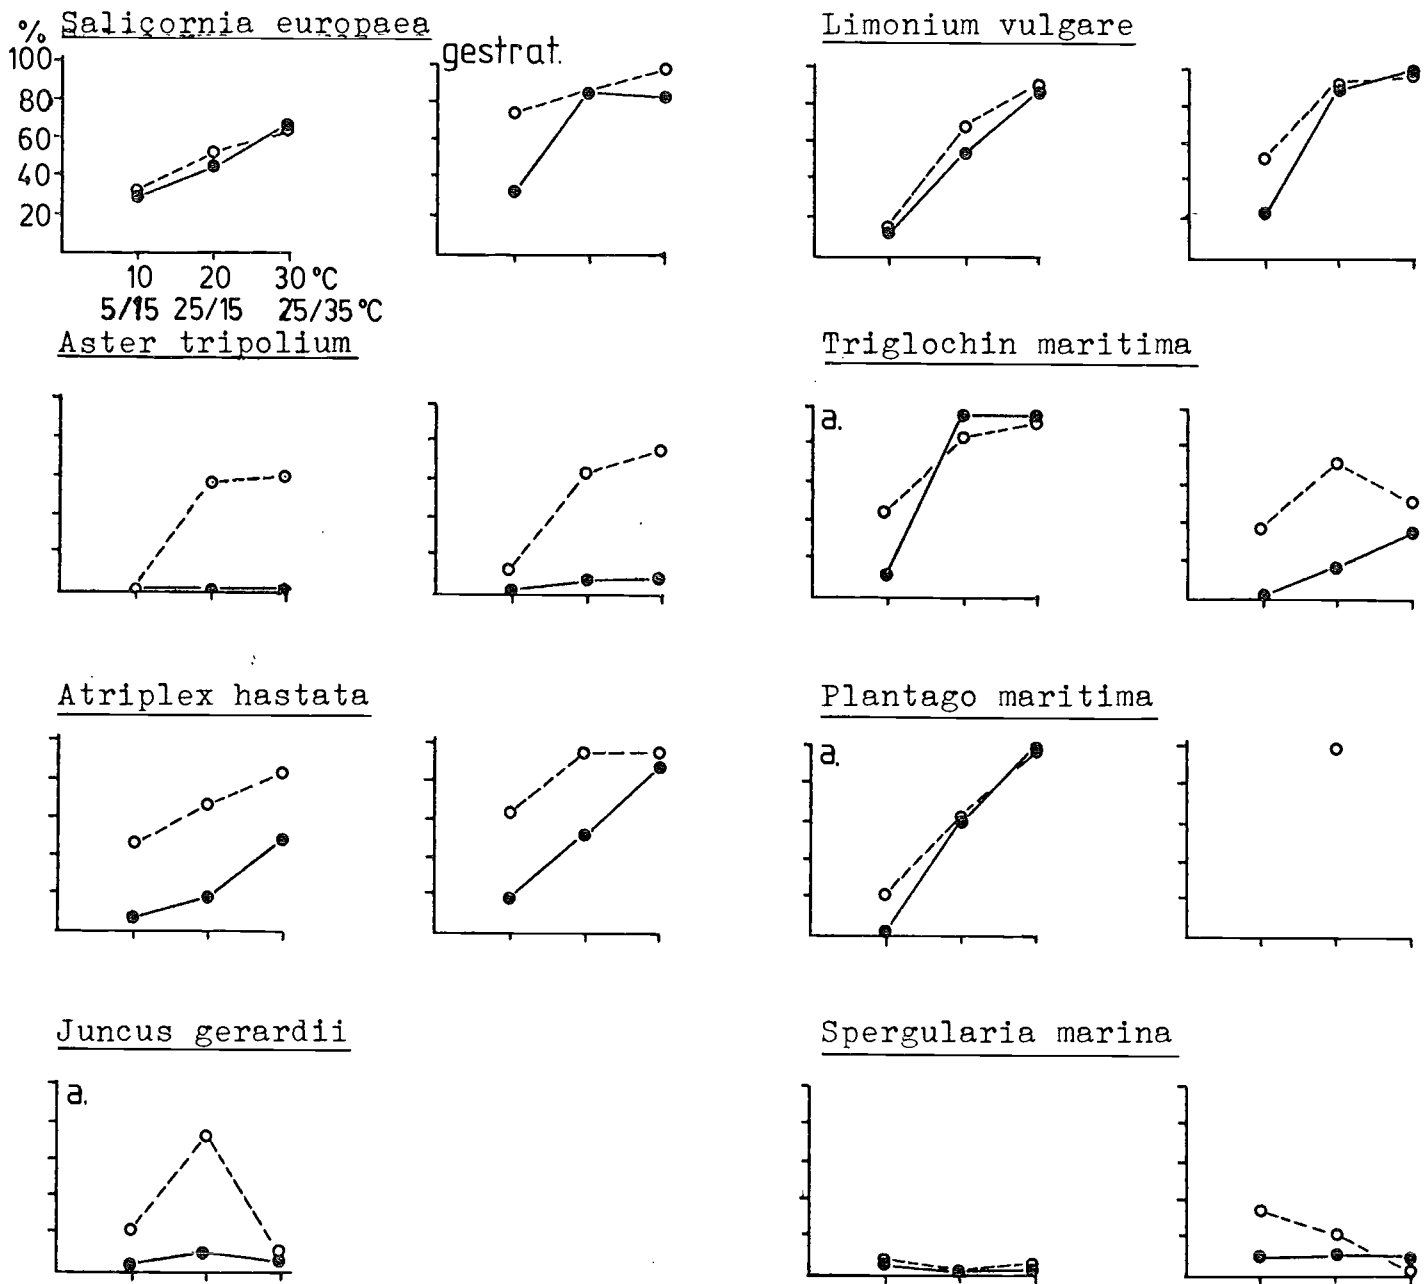 % Salicornia europaea
gestrat.
100
80
60
40
20
10 20 30 °C
5/15 25/15 25/35 °C
Limonium vulgare
Aster tripolium
Triglochin maritima
a.
Atriplex hastata
Plantago maritima
a.
Juncus gerardii
a.
Spergularia marina